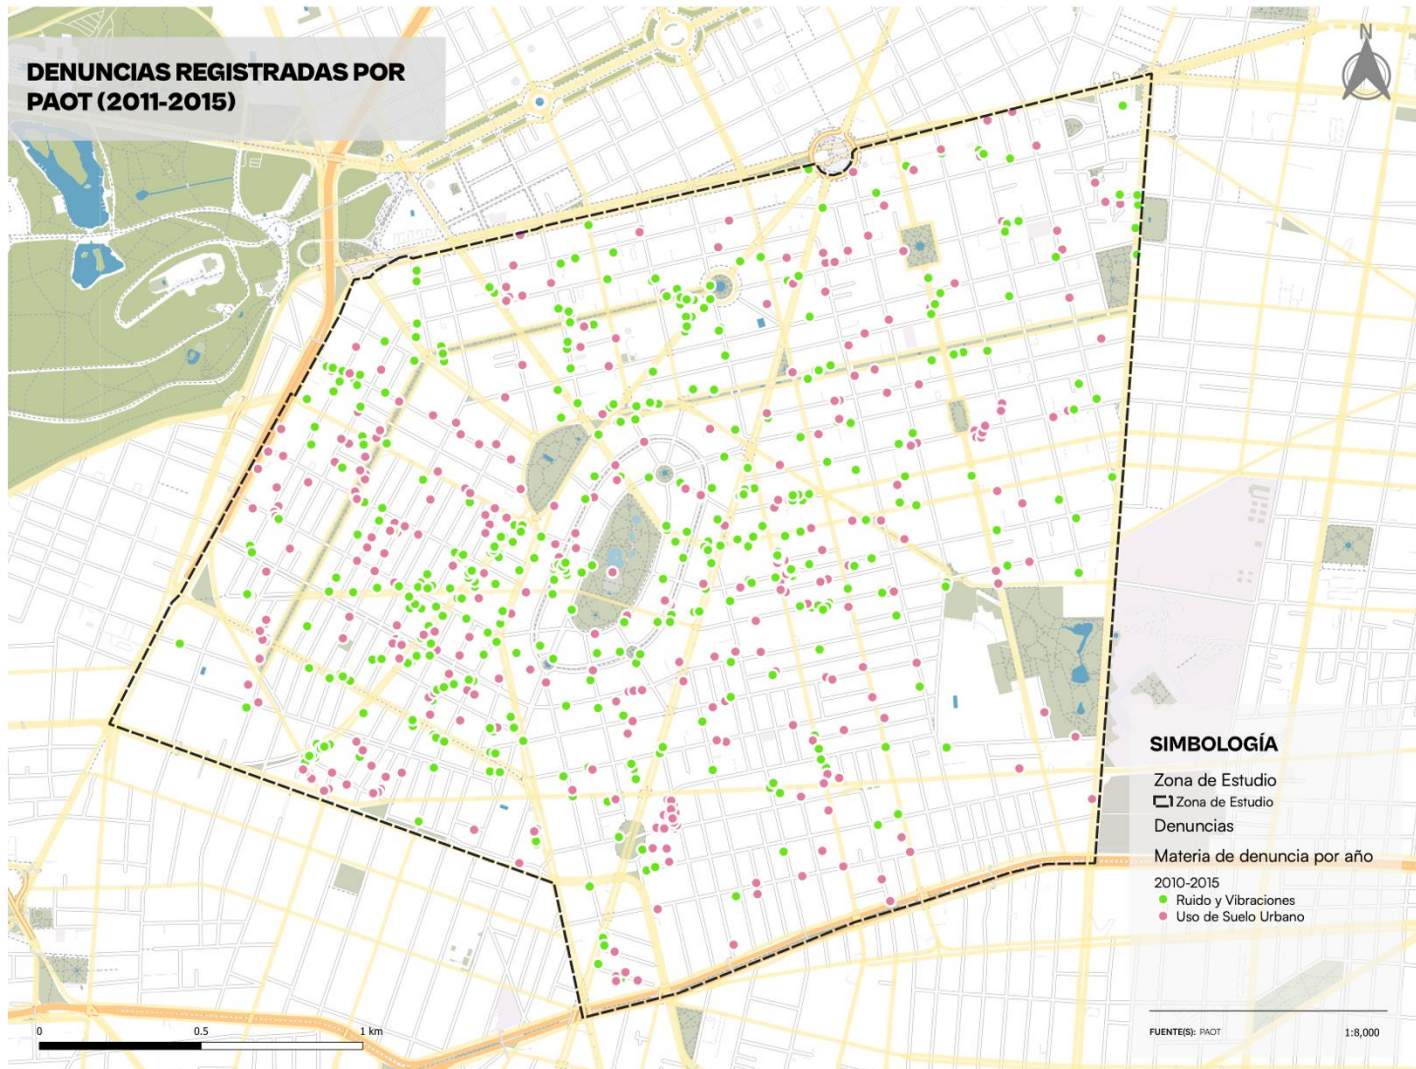 DENUNCIAS REGISTRADAS POR
PAOT (2011-2015)
N
SIMBOLOGÍA
Zona de Estudio
Zona de Estudio
Denuncias
Materia de denuncia por año
2010-2015
Ruido y Vibraciones
Uso de Suelo Urbano
FUENTE(S): PAOT
1:8,000
0 0.5 1 km